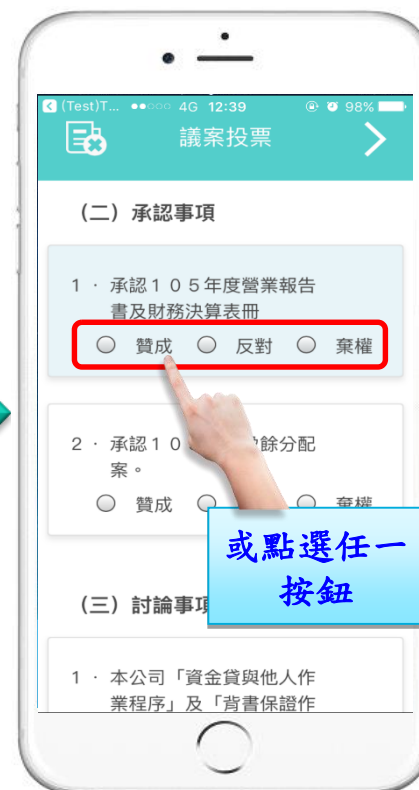 (Test)T... 4G 12:39 98%
議案投票
（二）承認事項
1 · 承認１０５年度營業報告
書及財務決算表冊
贊成 反對 棄權
2 · 承認１０ 餘分配
案。
贊成 棄權
或點選任一
按鈕
（三）討論事項
1 · 本公司「資金貸與他人作
業程序」及「背書保證作